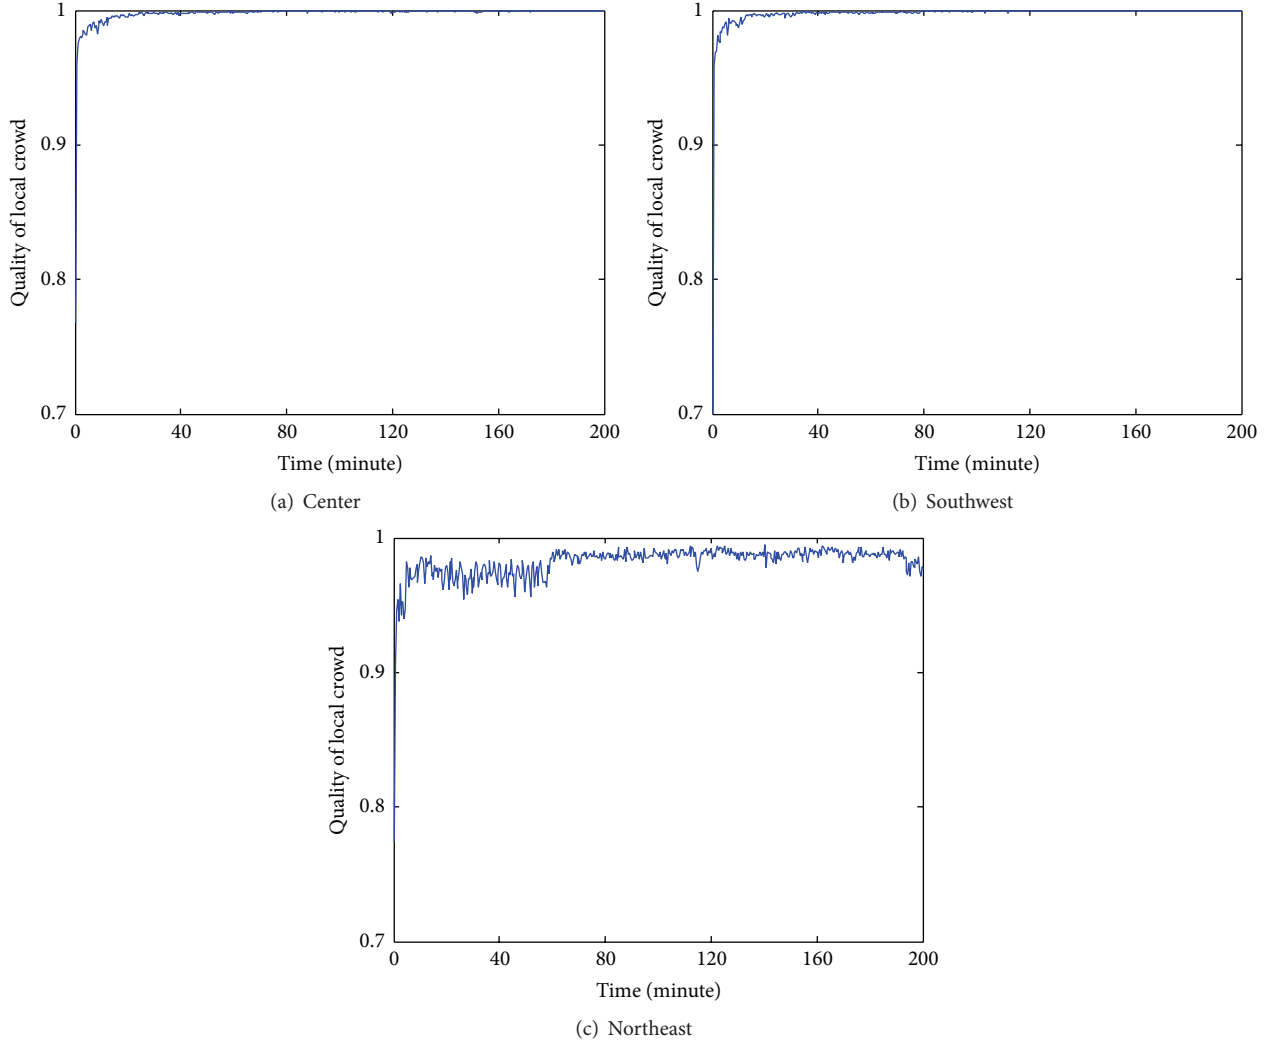 1
0.9
0.8
0.7
Quality of local crowd
0 40 80 120 160 200
Time (minute)
(a) Center
1
0.9
0.8
0.7
Quality of local crowd
0 40 80 120 160 200
Time (minute)
(b) Southwest
1
0.9
0.8
0.7
Quality of local crowd
0 40 80 120 160 200
Time (minute)
(c) Northeast